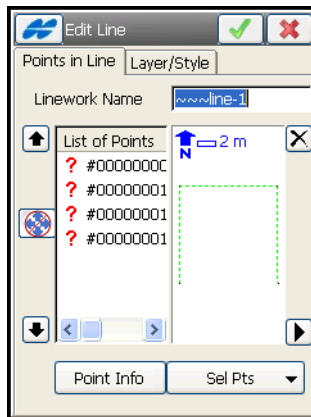 Edit Line
Points in Line Layer/Style
Linework Name ~~~line-1
List of Points
? #0000000C
? #00000001
? #00000001
? #00000001
2 m
N
Point Info Sel Pts